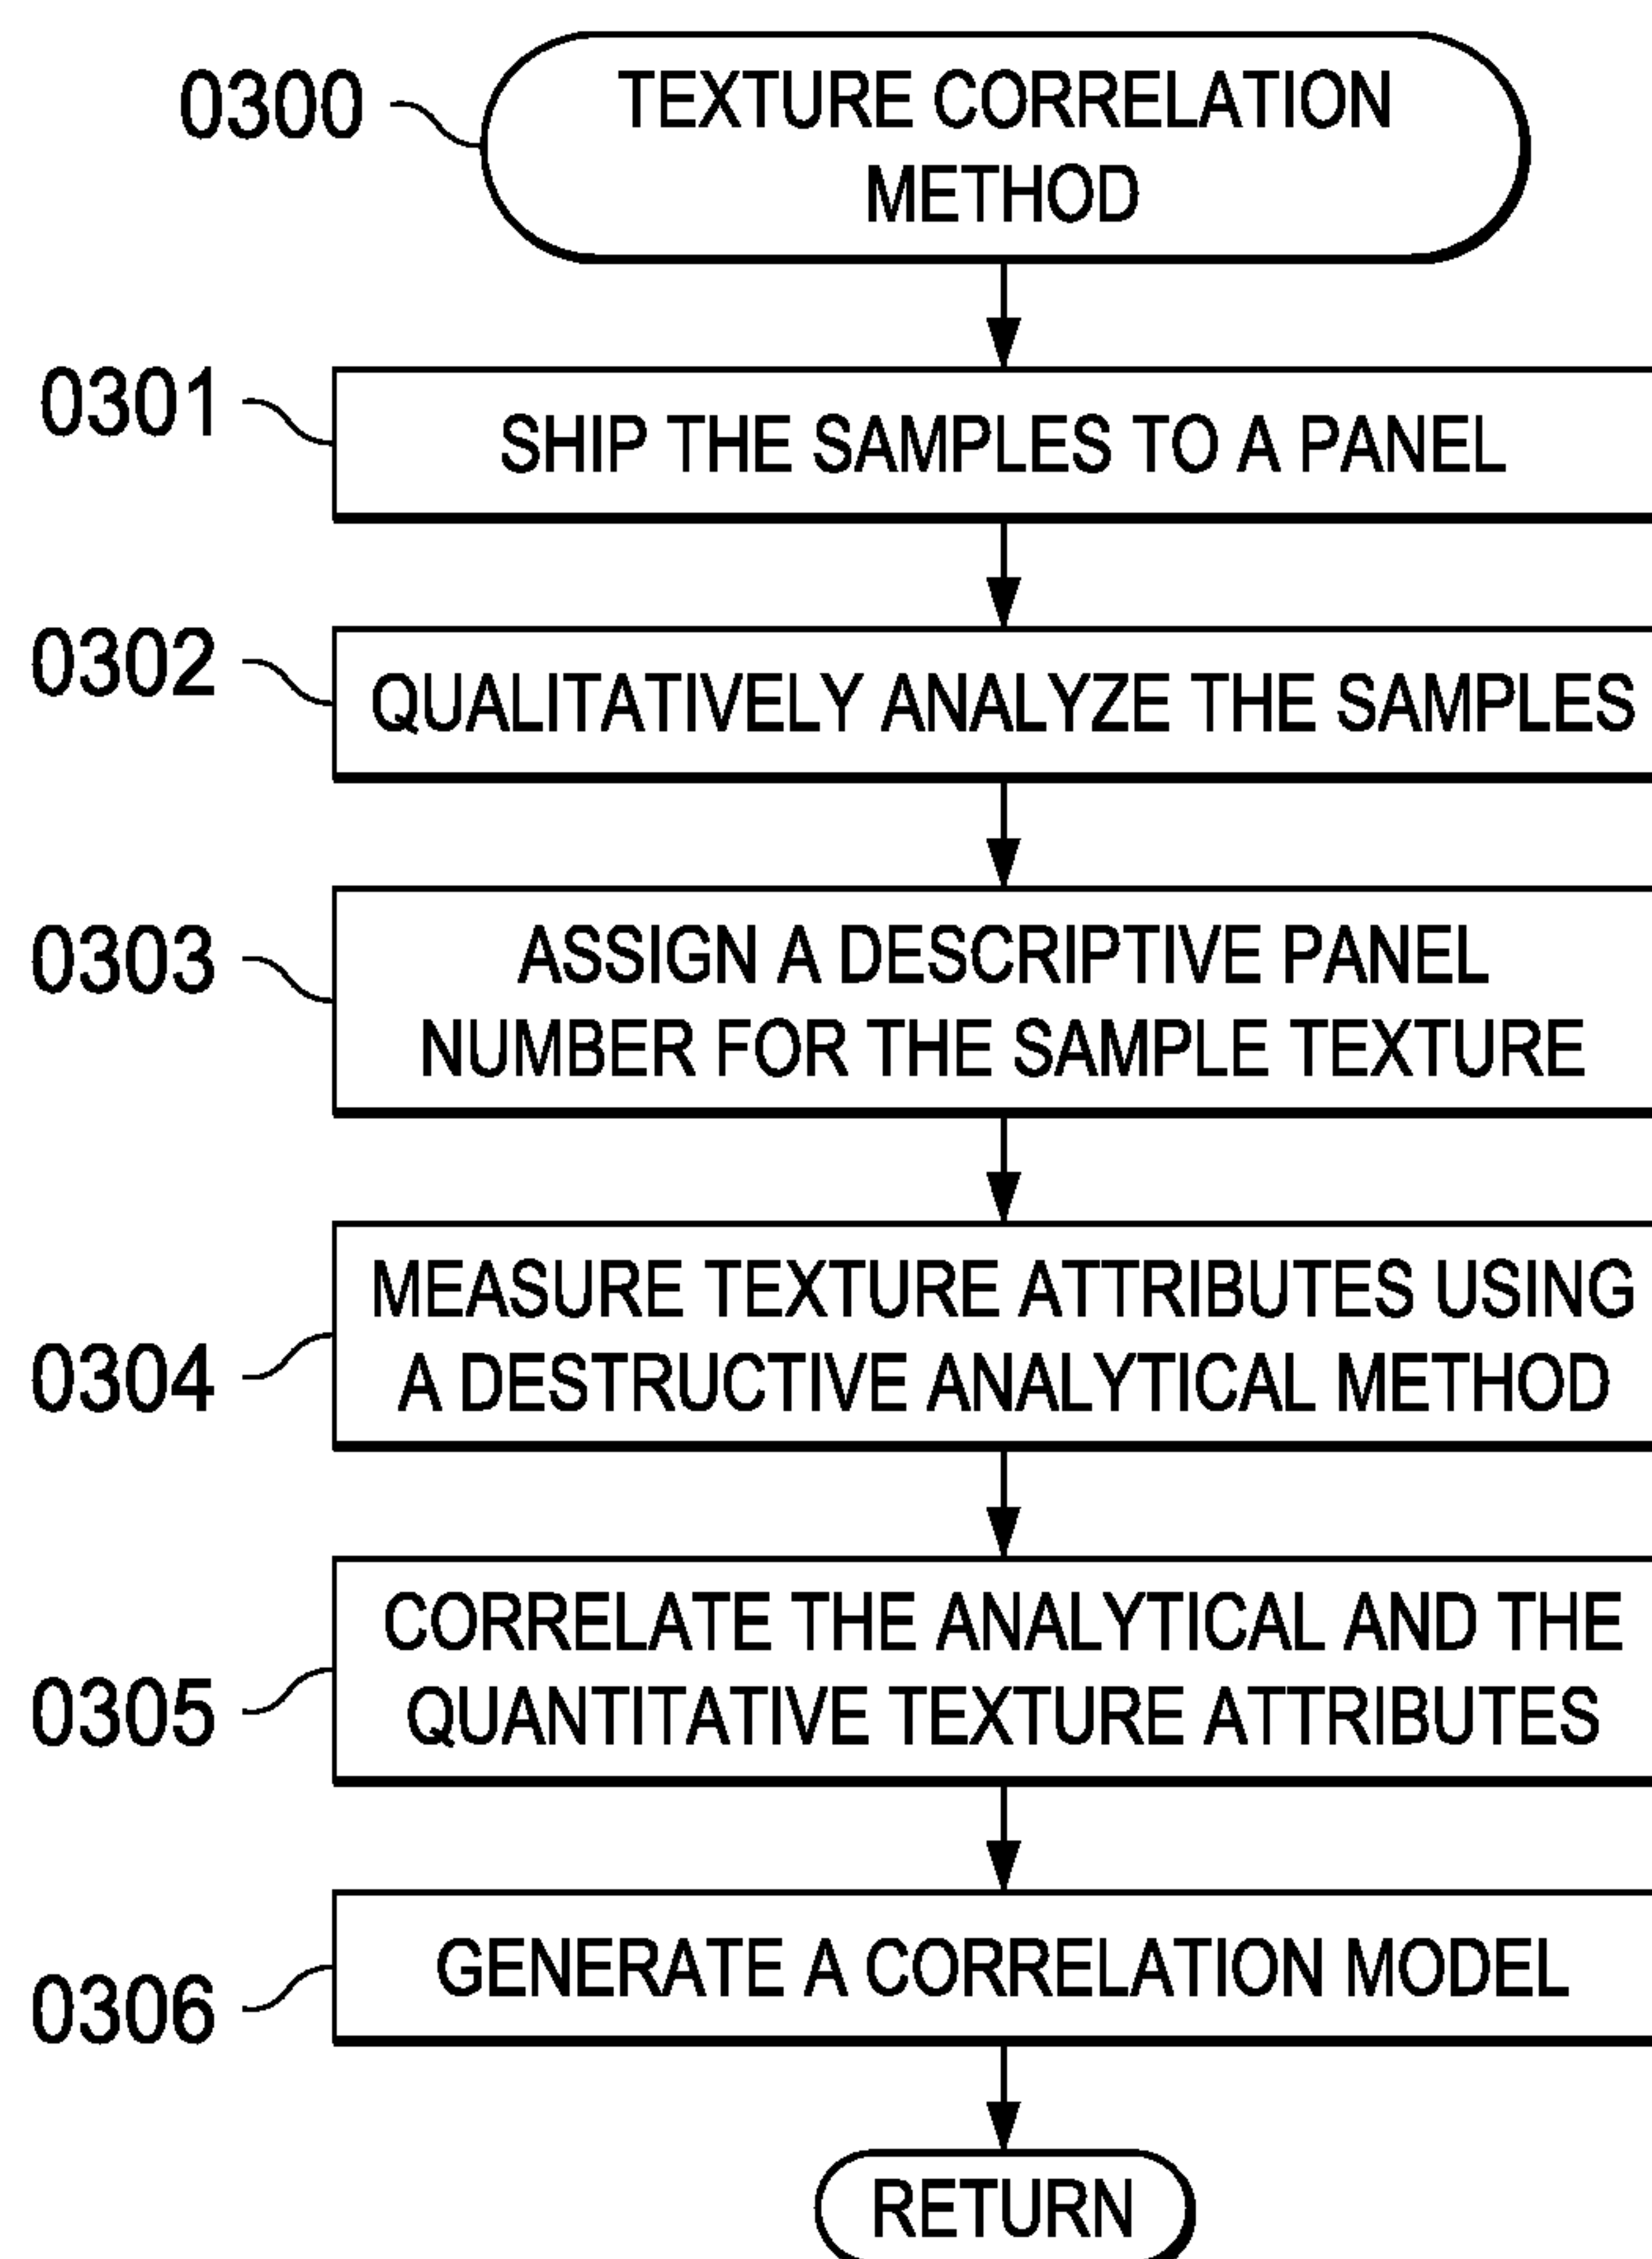 0300
TEXTURE CORRELATION
METHOD
0301
SHIP THE SAMPLES TO A PANEL
0302
QUALITATIVELY ANALYZE THE SAMPLES
0303
ASSIGN A DESCRIPTIVE PANEL
NUMBER FOR THE SAMPLE TEXTURE
0304
MEASURE TEXTURE ATTRIBUTES USING
A DESTRUCTIVE ANALYTICAL METHOD
0305
CORRELATE THE ANALYTICAL AND THE
QUANTITATIVE TEXTURE ATTRIBUTES
0306
GENERATE A CORRELATION MODEL
RETURN